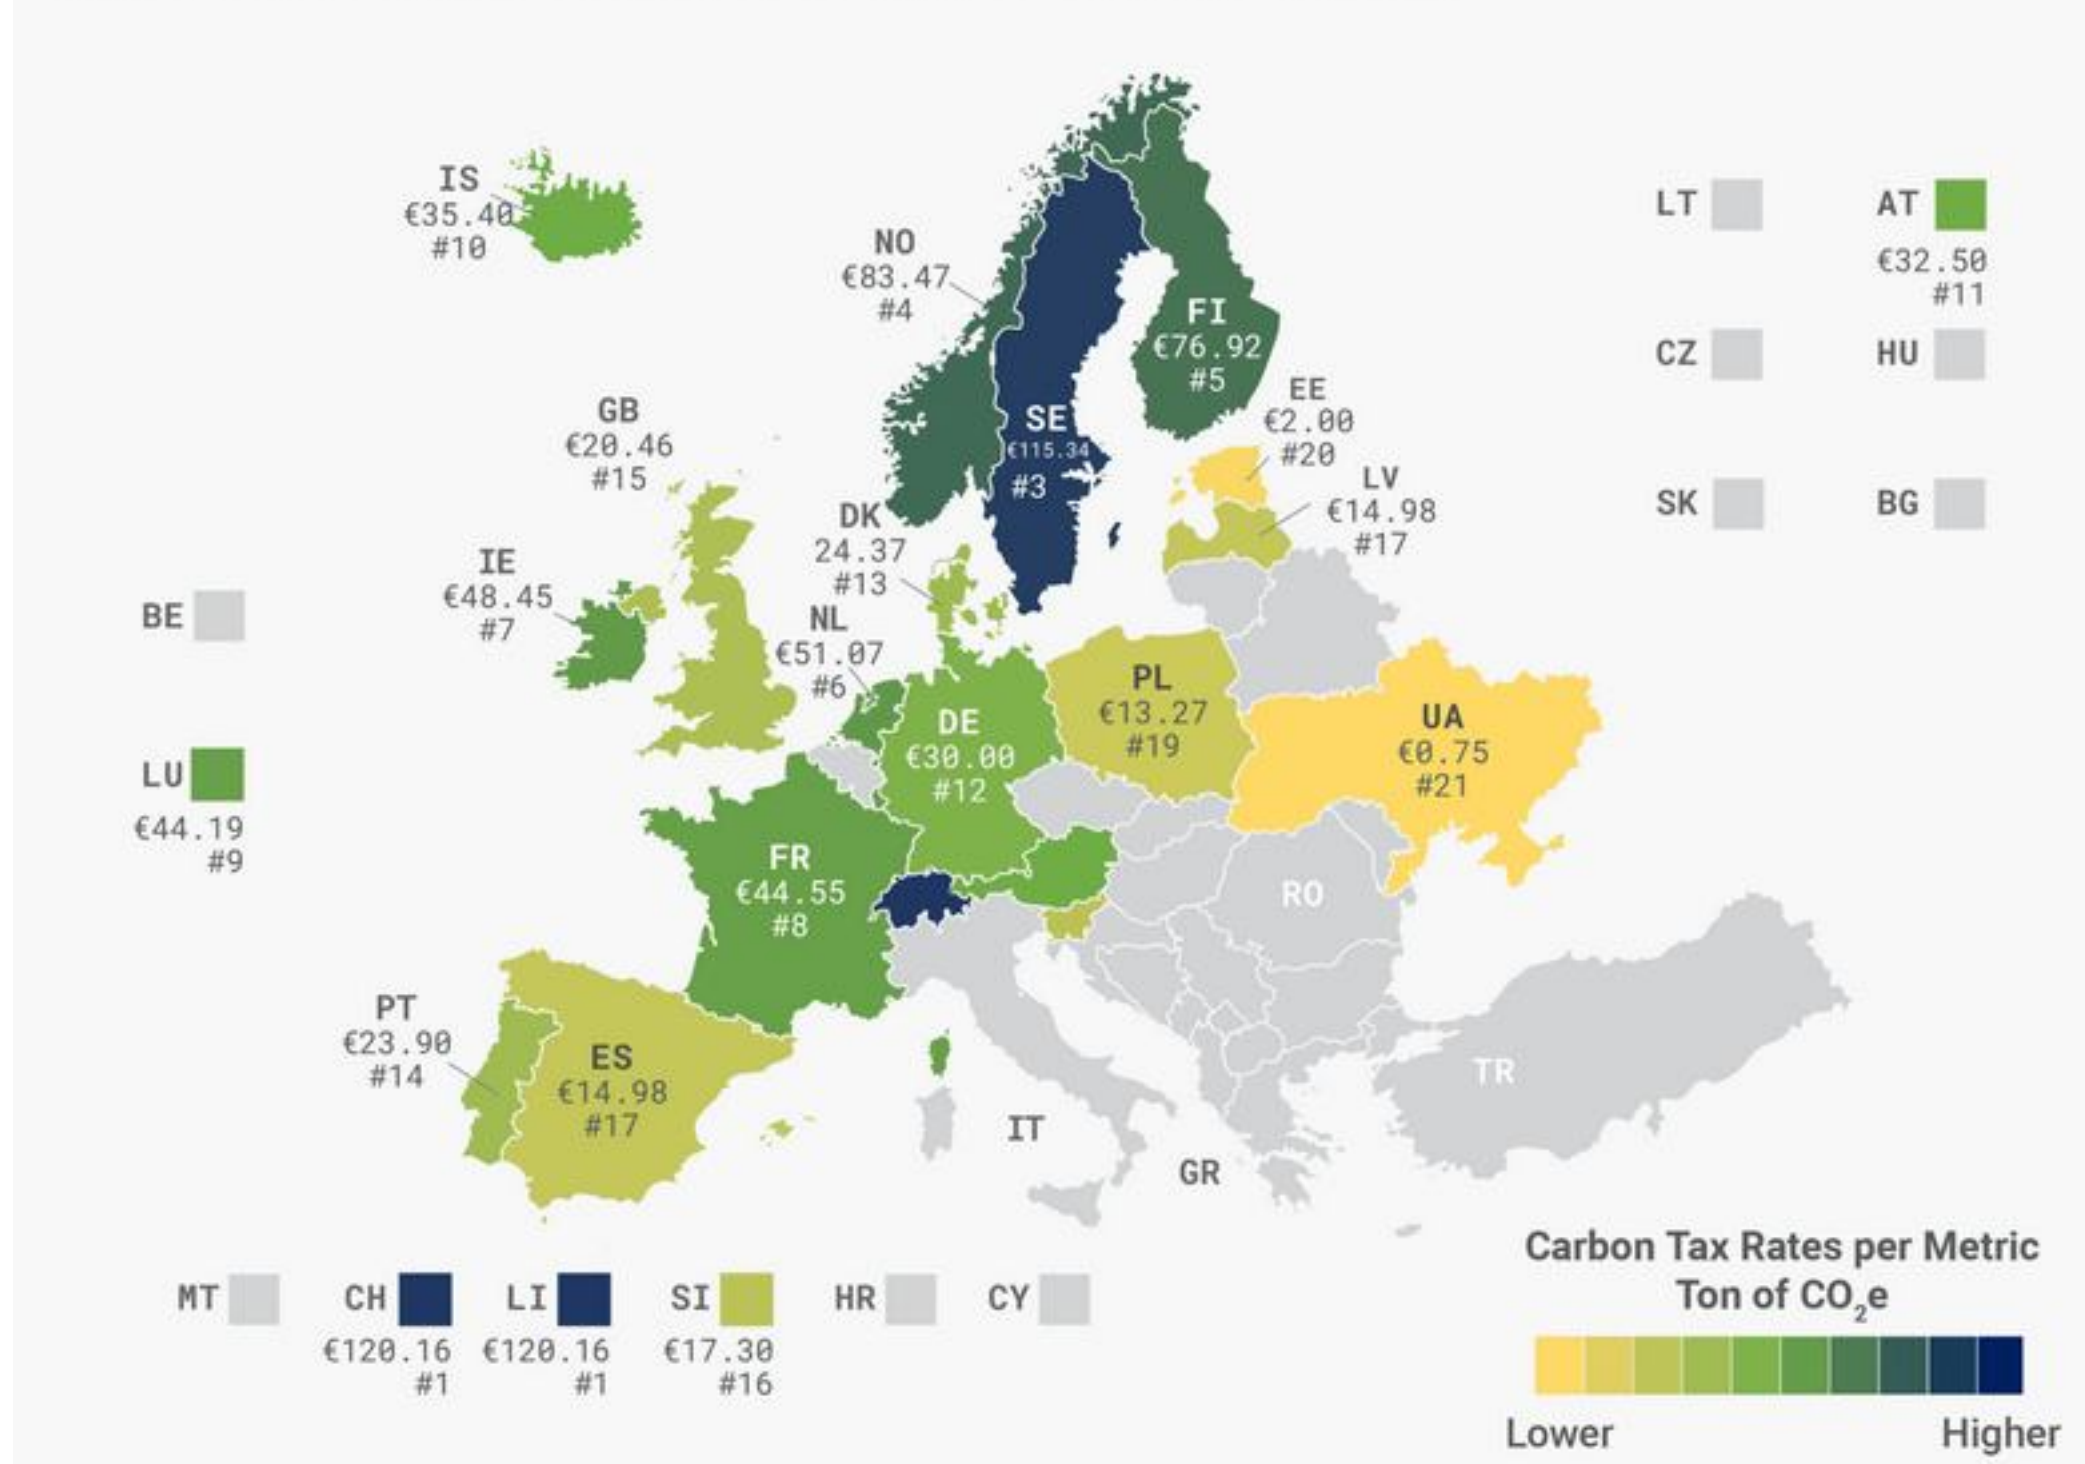 IS
€35.40
#10
NO
€83.47
#4
FI
€76.92
#5
SE
€115.34
#3
EE
€2.00
#20
LV
€14.98
#17
GB
€20.46
#15
IE
€48.45
#7
DK
24.37
#13
NL
€51.07
#6
DE
€30.00
#12
PL
€13.27
#19
UA
€0.75
#21
FR
€44.55
#8
RO
PT
€23.90
#14
ES
€14.98
#17
IT
GR
TR
LT
AT
€32.50
#11
CZ
HU
SK
BG
BE
LU
€44.19
#9
MT
CH
€120.16
#1
LI
€120.16
#1
SI
€17.30
#16
HR
CY
Carbon Tax Rates per Metric
Ton of CO₂e
Lower
Higher